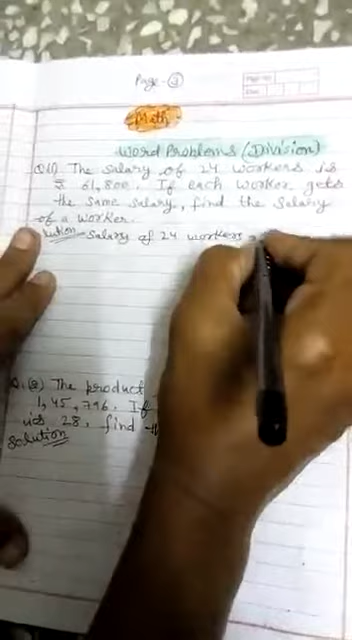 Page - 3
Math
Word Problems (Division)
Q.(1) The salary of 24 workers is
₹ 61,800. If each worker gets
the same salary, find the salary
of a worker.
Salary of 24 workers
Q.(2) The product
1,45,796. If
is 28, find
Solution